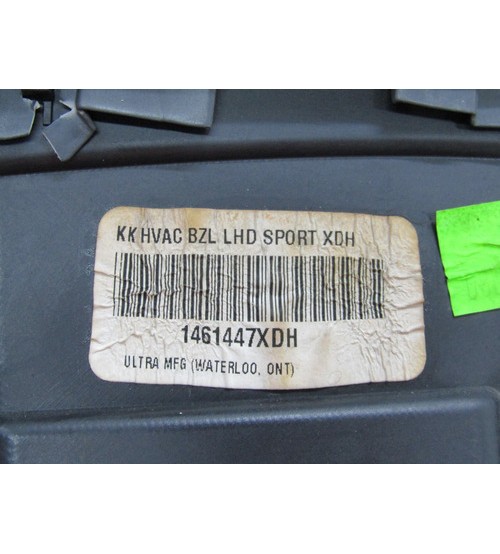 KK HVAC BZL LHD SPORT XDH
1461447XDH
ULTRA MFG (WATERLOO, ONT)